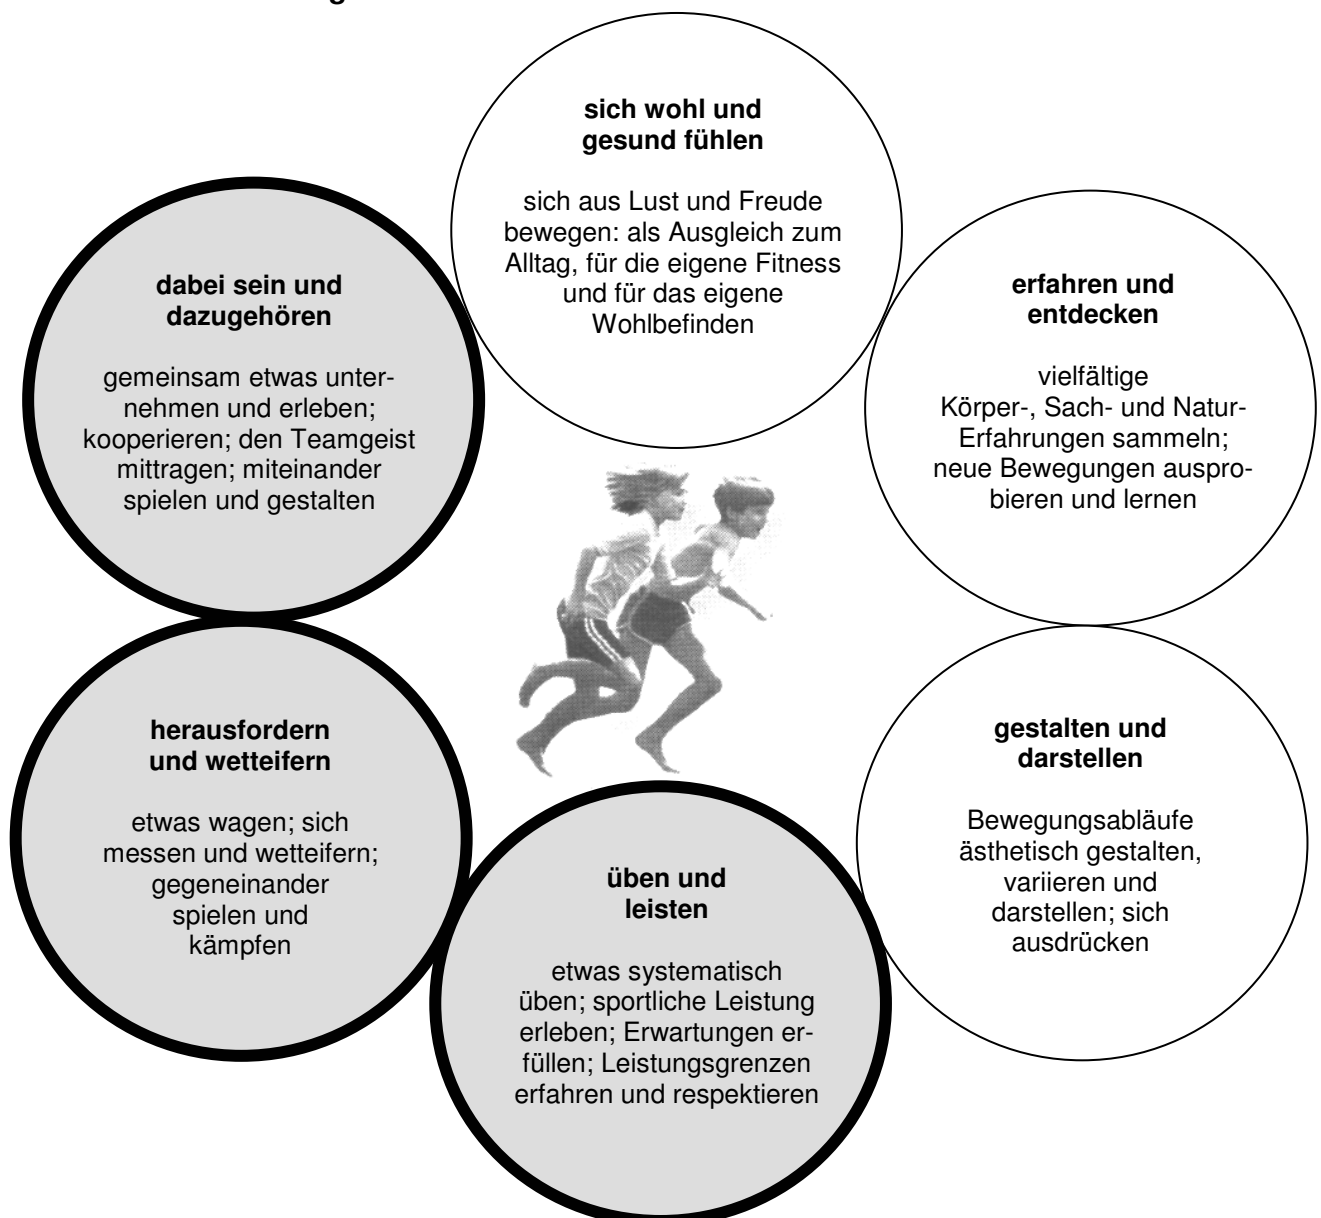 sich wohl und
gesund fühlen
sich aus Lust und Freude
bewegen: als Ausgleich zum
Alltag, für die eigene Fitness
und für das eigene
Wohlbefinden
dabei sein und
dazugehören
gemeinsam etwas unter-
nehmen und erleben;
kooperieren; den Teamgeist
mittragen; miteinander
spielen und gestalten
erfahren und
entdecken
vielfältige
Körper-, Sach- und Natur-
Erfahrungen sammeln;
neue Bewegungen auspro-
bieren und lernen
herausfordern
und wetteifern
etwas wagen; sich
messen und wetteifern;
gegeneinander
spielen und
kämpfen
gestalten und
darstellen
Bewegungsabläufe
ästhetisch gestalten,
variieren und
darstellen; sich
ausdrücken
üben und
leisten
etwas systematisch
üben; sportliche Leistung
erleben; Erwartungen er-
füllen; Leistungsgrenzen
erfahren und respektieren